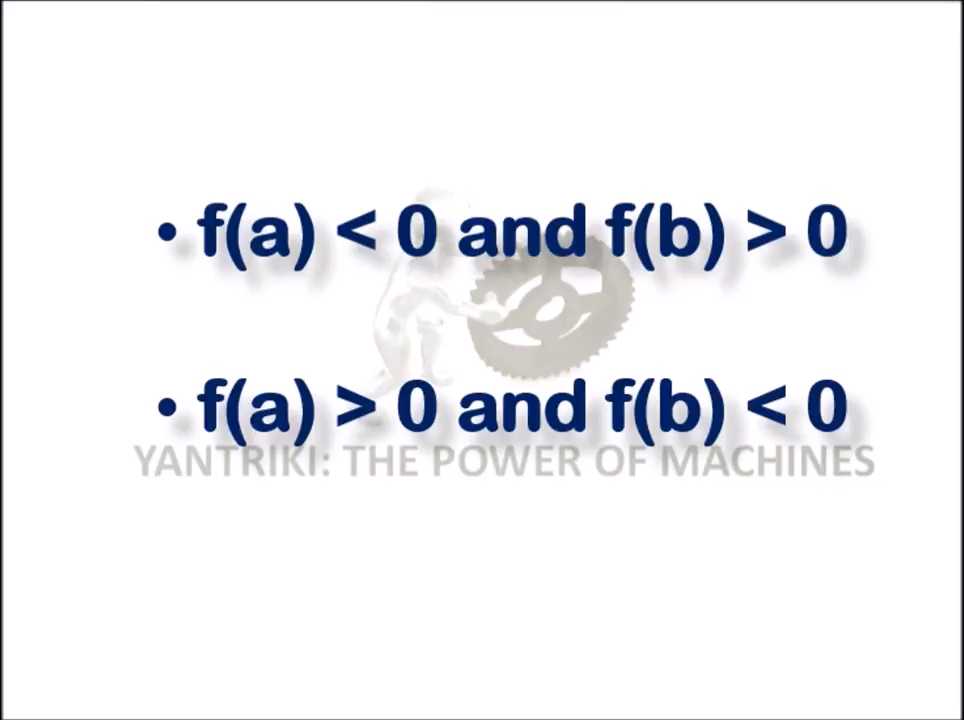 • f(a) < 0 and f(b) > 0
• f(a) > 0 and f(b) < 0
YANTRIKI: THE POWER OF MACHINES